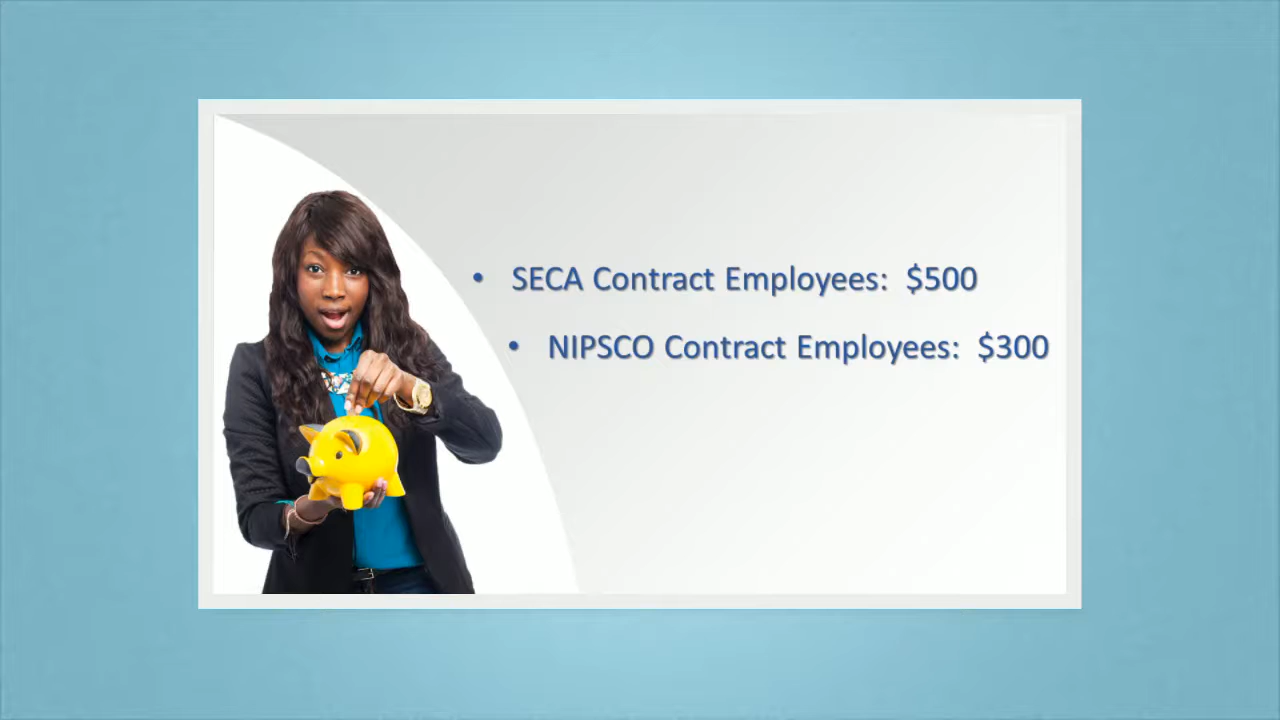 • SECA Contract Employees: $500
• NIPSCO Contract Employees: $300